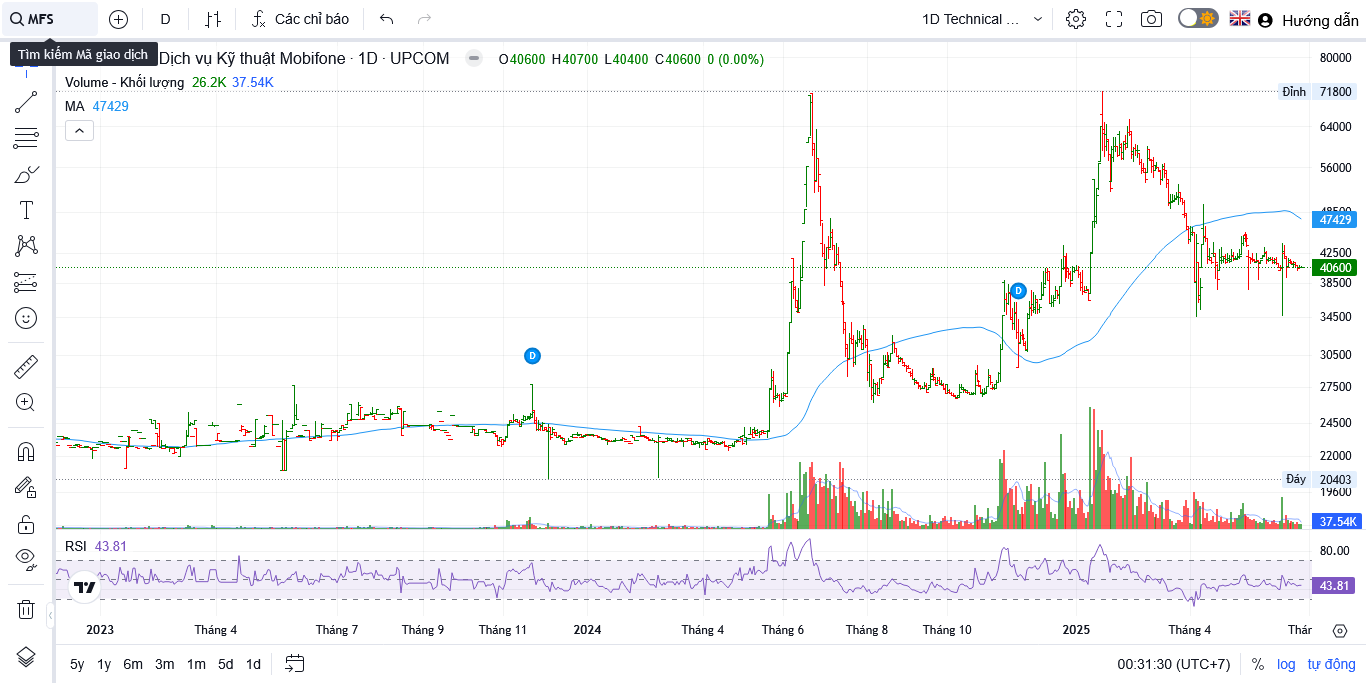 MFS D Các chỉ báo 1D Technical ... Hướng dẫn
Tìm kiếm Mã giao dịch
Dịch vụ Kỹ thuật Mobifone · 1D · UPCOM O40600 H40700 L40400 C40600 0 (0.00%)
Volume - Khối lượng 26.2K 37.54K
MA 47429
80000
Đỉnh 71800
64000
56000
48500
47429
42500
40600
38500
34500
30500
27500
24500
22000
Đáy 20403
19600
37.54K
D
D
RSI 43.81
80.00
43.81
2023 Tháng 4 Tháng 7 Tháng 9 Tháng 11 2024 Tháng 4 Tháng 6 Tháng 8 Tháng 10 2025 Tháng 4 Thár
5y 1y 6m 3m 1m 5d 1d 00:31:30 (UTC+7) % log tự động